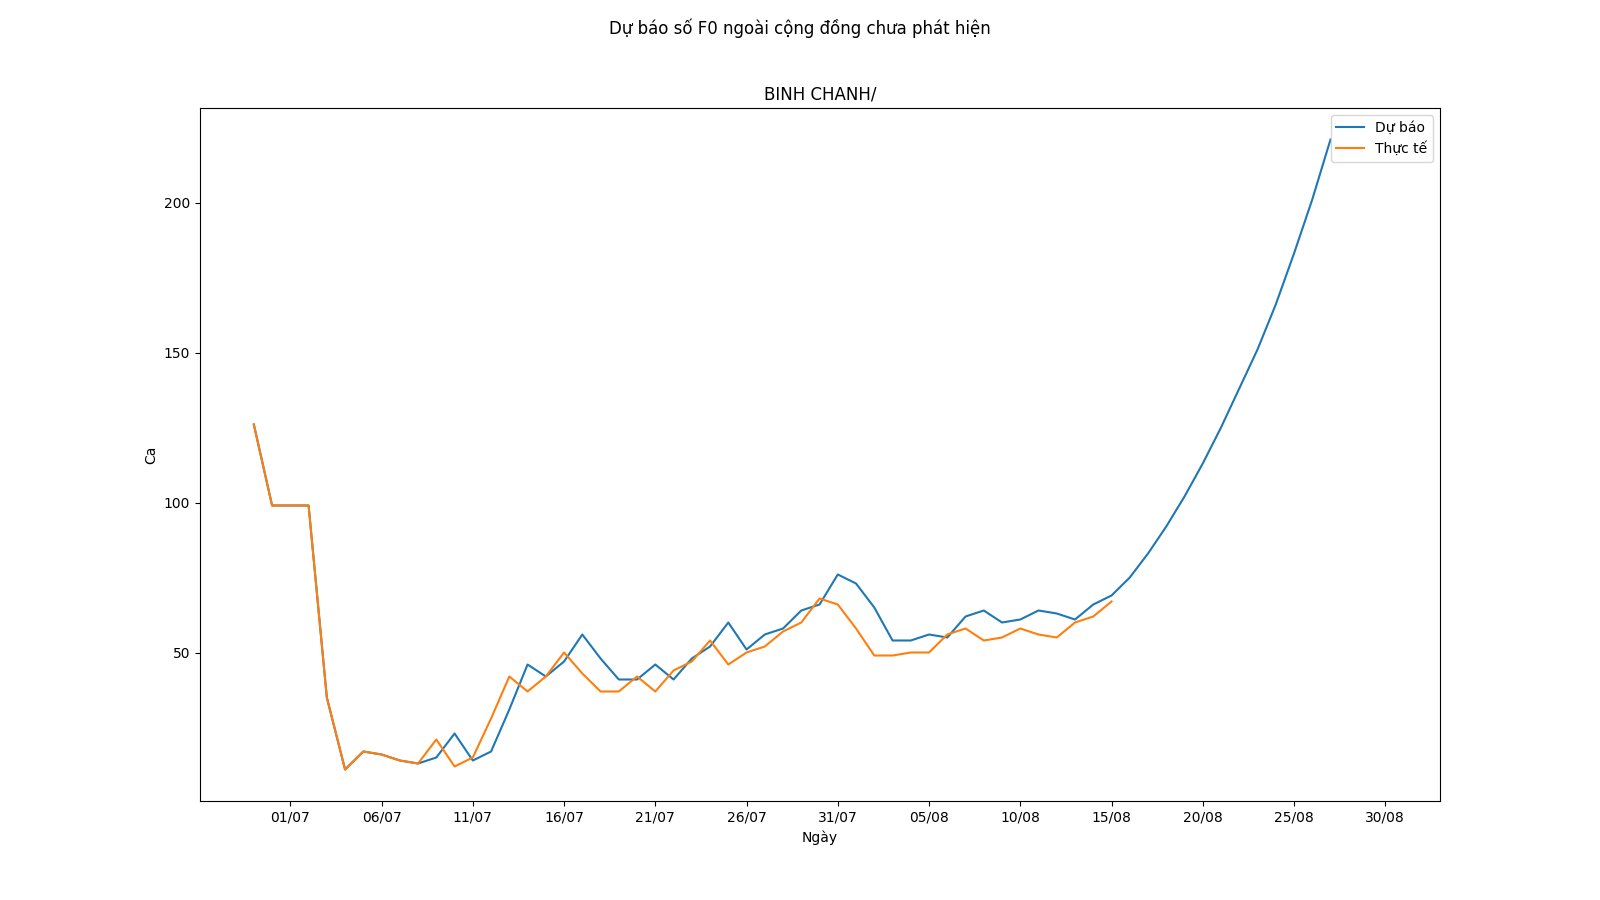 Dự báo số F0 ngoài cộng đồng chưa phát hiện
BINH CHANH/
Dự báo
Thực tế
200
150
100
50
Ca
01/07 06/07 11/07 16/07 21/07 26/07 31/07 05/08 10/08 15/08 20/08 25/08 30/08
Ngày